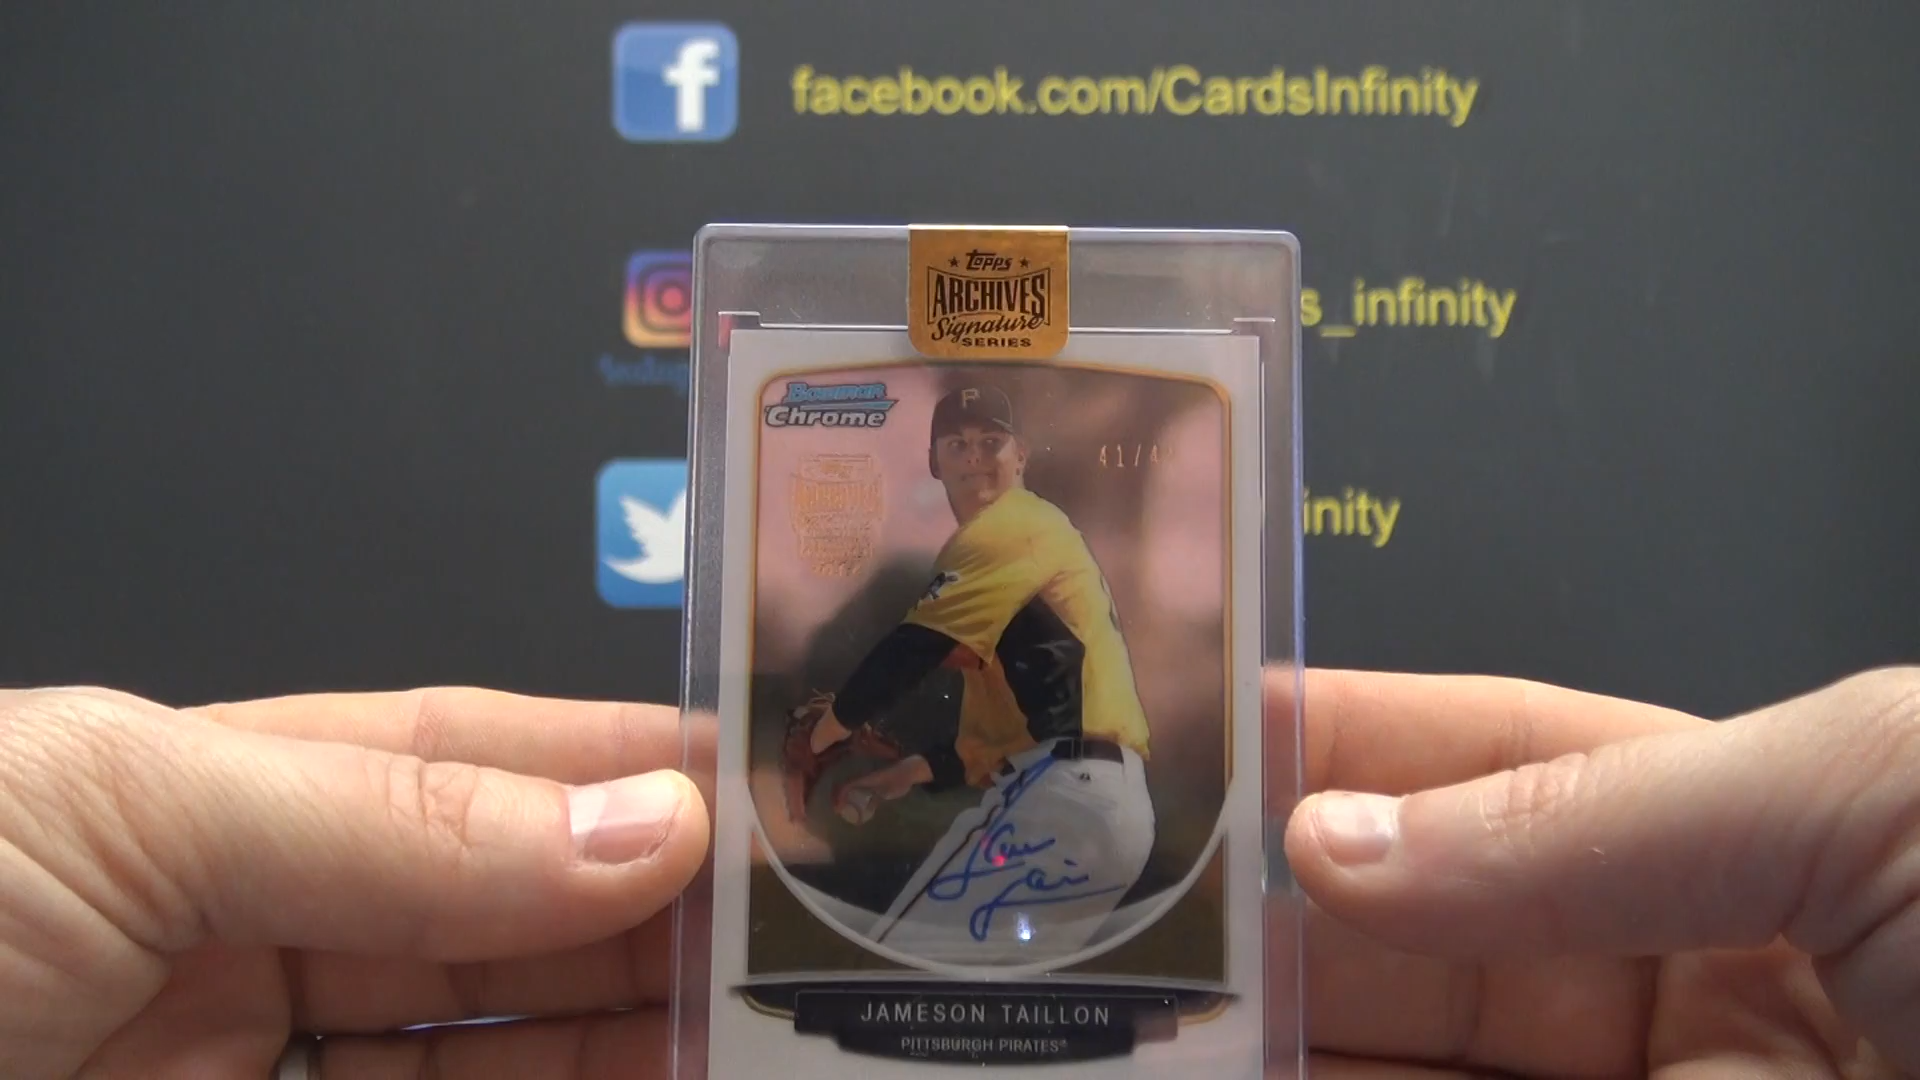 facebook.com/CardsInfinity
s_infinity
inity
Topps
ARCHIVES
Signature
SERIES
Bowman
Chrome
P
JAMESON TAILLON
PITTSBURGH PIRATES